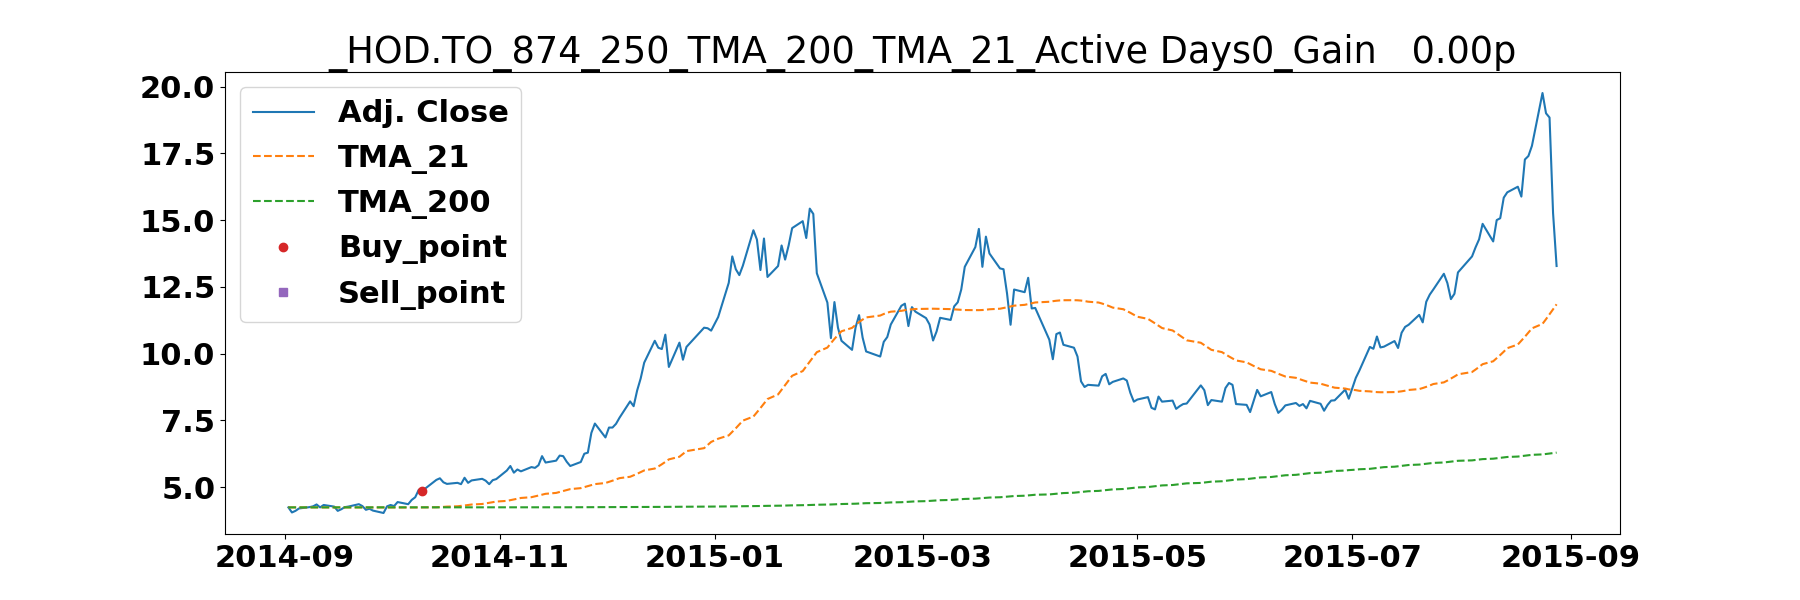 _HOD.TO_874_250_TMA_200_TMA_21_Active Days0_Gain   0.00p
20.0
17.5
15.0
12.5
10.0
7.5
5.0
Adj. Close
TMA_21
TMA_200
Buy_point
Sell_point
2014-09 2014-11 2015-01 2015-03 2015-05 2015-07 2015-09